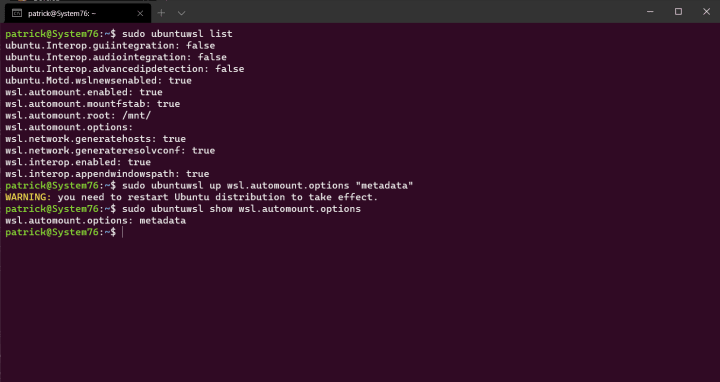 patrick@System76: ~
patrick@System76:~$ sudo ubuntuwsl list
ubuntu.Interop.guiintegration: false
ubuntu.Interop.audiointegration: false
ubuntu.Interop.advancedipdetection: false
ubuntu.Motd.wslnewsenabled: true
wsl.automount.enabled: true
wsl.automount.mountfstab: true
wsl.automount.root: /mnt/
wsl.automount.options:
wsl.network.generatehosts: true
wsl.network.generateresolvconf: true
wsl.interop.enabled: true
wsl.interop.appendwindowspath: true
patrick@System76:~$ sudo ubuntuwsl up wsl.automount.options "metadata"
WARNING: you need to restart Ubuntu distribution to take effect.
patrick@System76:~$ sudo ubuntuwsl show wsl.automount.options
wsl.automount.options: metadata
patrick@System76:~$